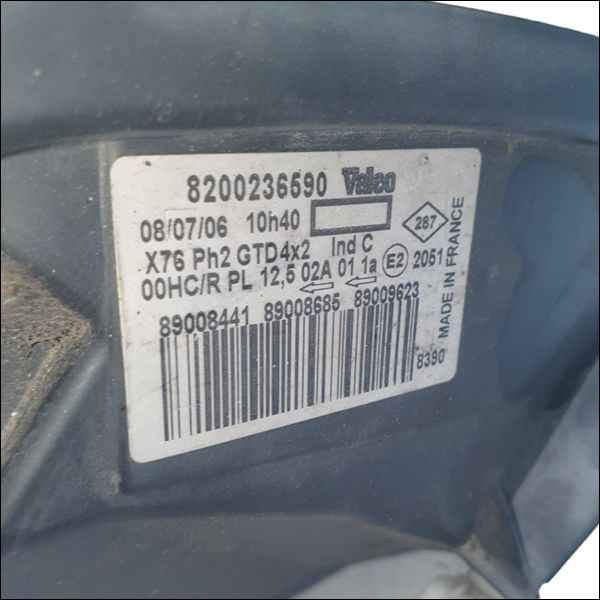 8200236590 Valeo
08/07/06 10h40
287
X76 Ph2 GTD4x2 Ind C
00HC/R PL 12,5 02A 01 1a E2 2051
89008441 89008685 89009623
8390
MADE IN FRANCE